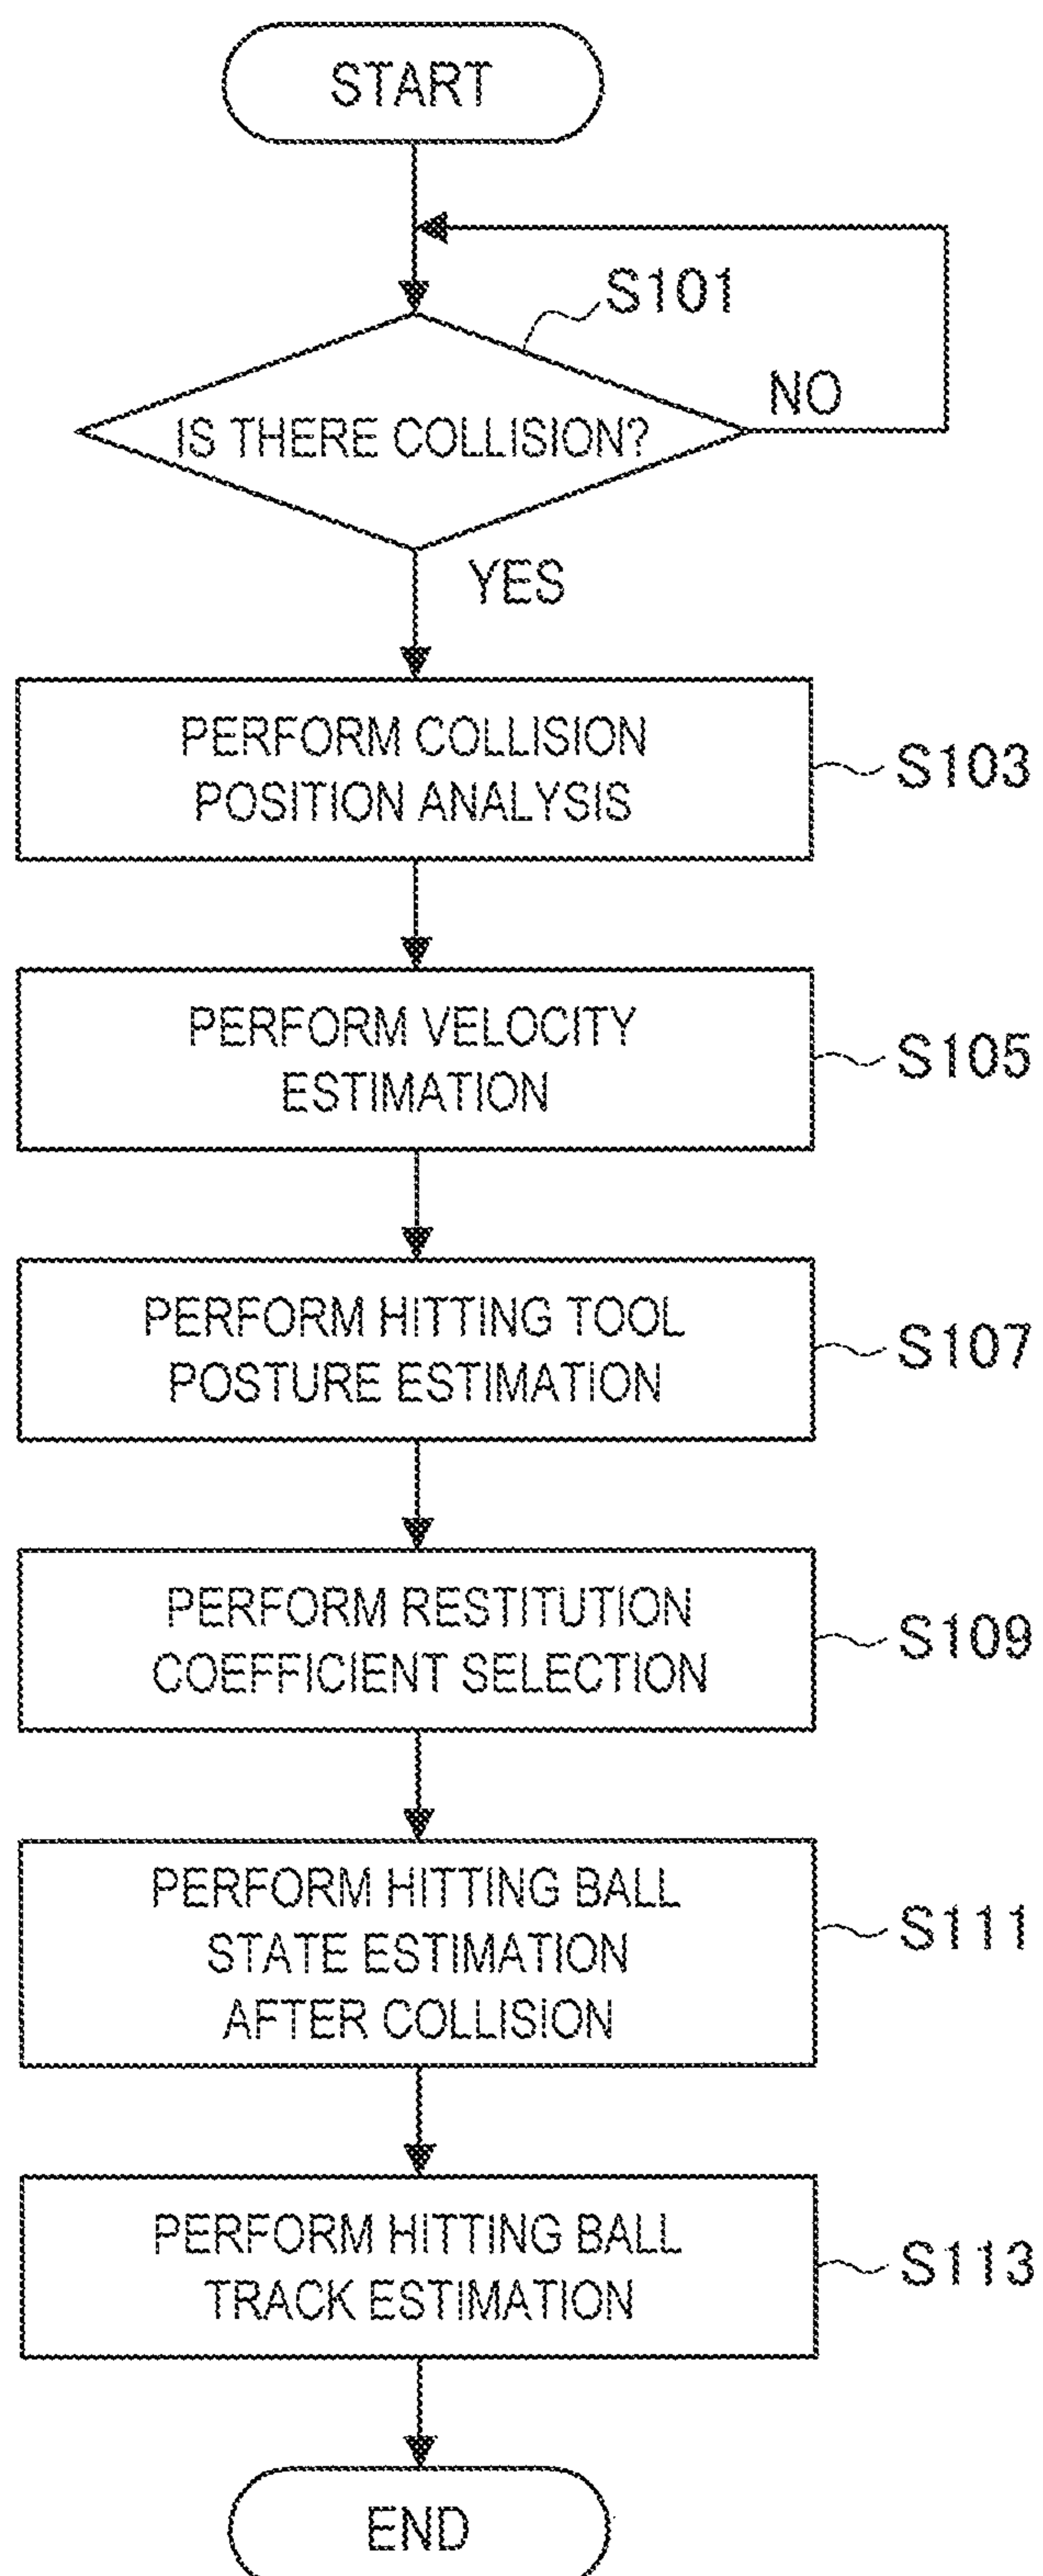 START
S101
NO
IS THERE COLLISION?
YES
PERFORM COLLISION
POSITION ANALYSIS
S103
PERFORM VELOCITY
ESTIMATION
S105
PERFORM HITTING TOOL
POSTURE ESTIMATION
S107
PERFORM RESTITUTION
COEFFICIENT SELECTION
S109
PERFORM HITTING BALL
STATE ESTIMATION
AFTER COLLISION
S111
PERFORM HITTING BALL
TRACK ESTIMATION
S113
END